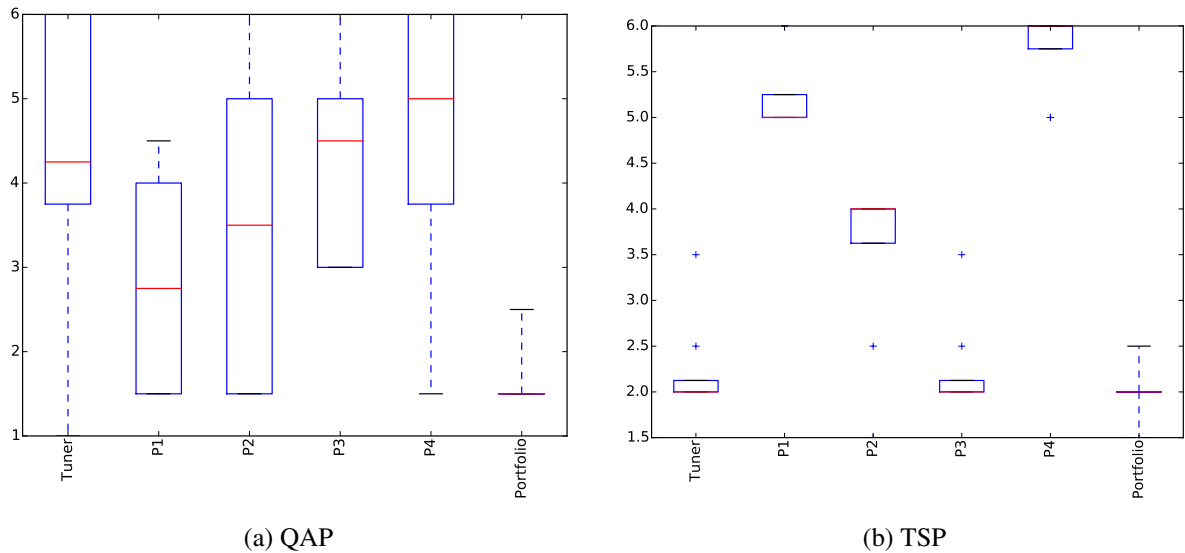 6
5
4
3
2
1
Tuner
P1
P2
P3
P4
Portfolio
(a) QAP
6.0
5.5
5.0
4.5
4.0
3.5
3.0
2.5
2.0
1.5
Tuner
P1
P2
P3
P4
Portfolio
(b) TSP